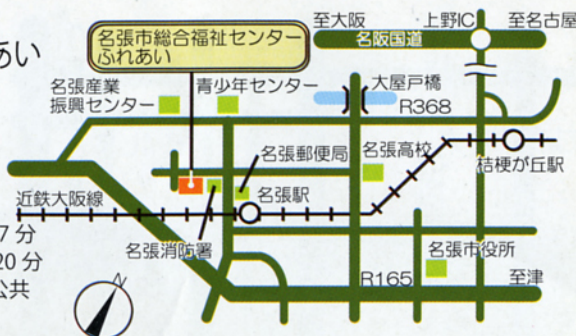 あい
名張市総合福祉センター
ふれあい
至大阪
上野IC
至名古屋
名阪国道
名張産業
振興センター
青少年センター
大屋戸橋
R368
名張郵便局
名張高校
桔梗が丘駅
近鉄大阪線
名張駅
7分
名張消防署
名張市役所
20分
R165
至津
公共
N